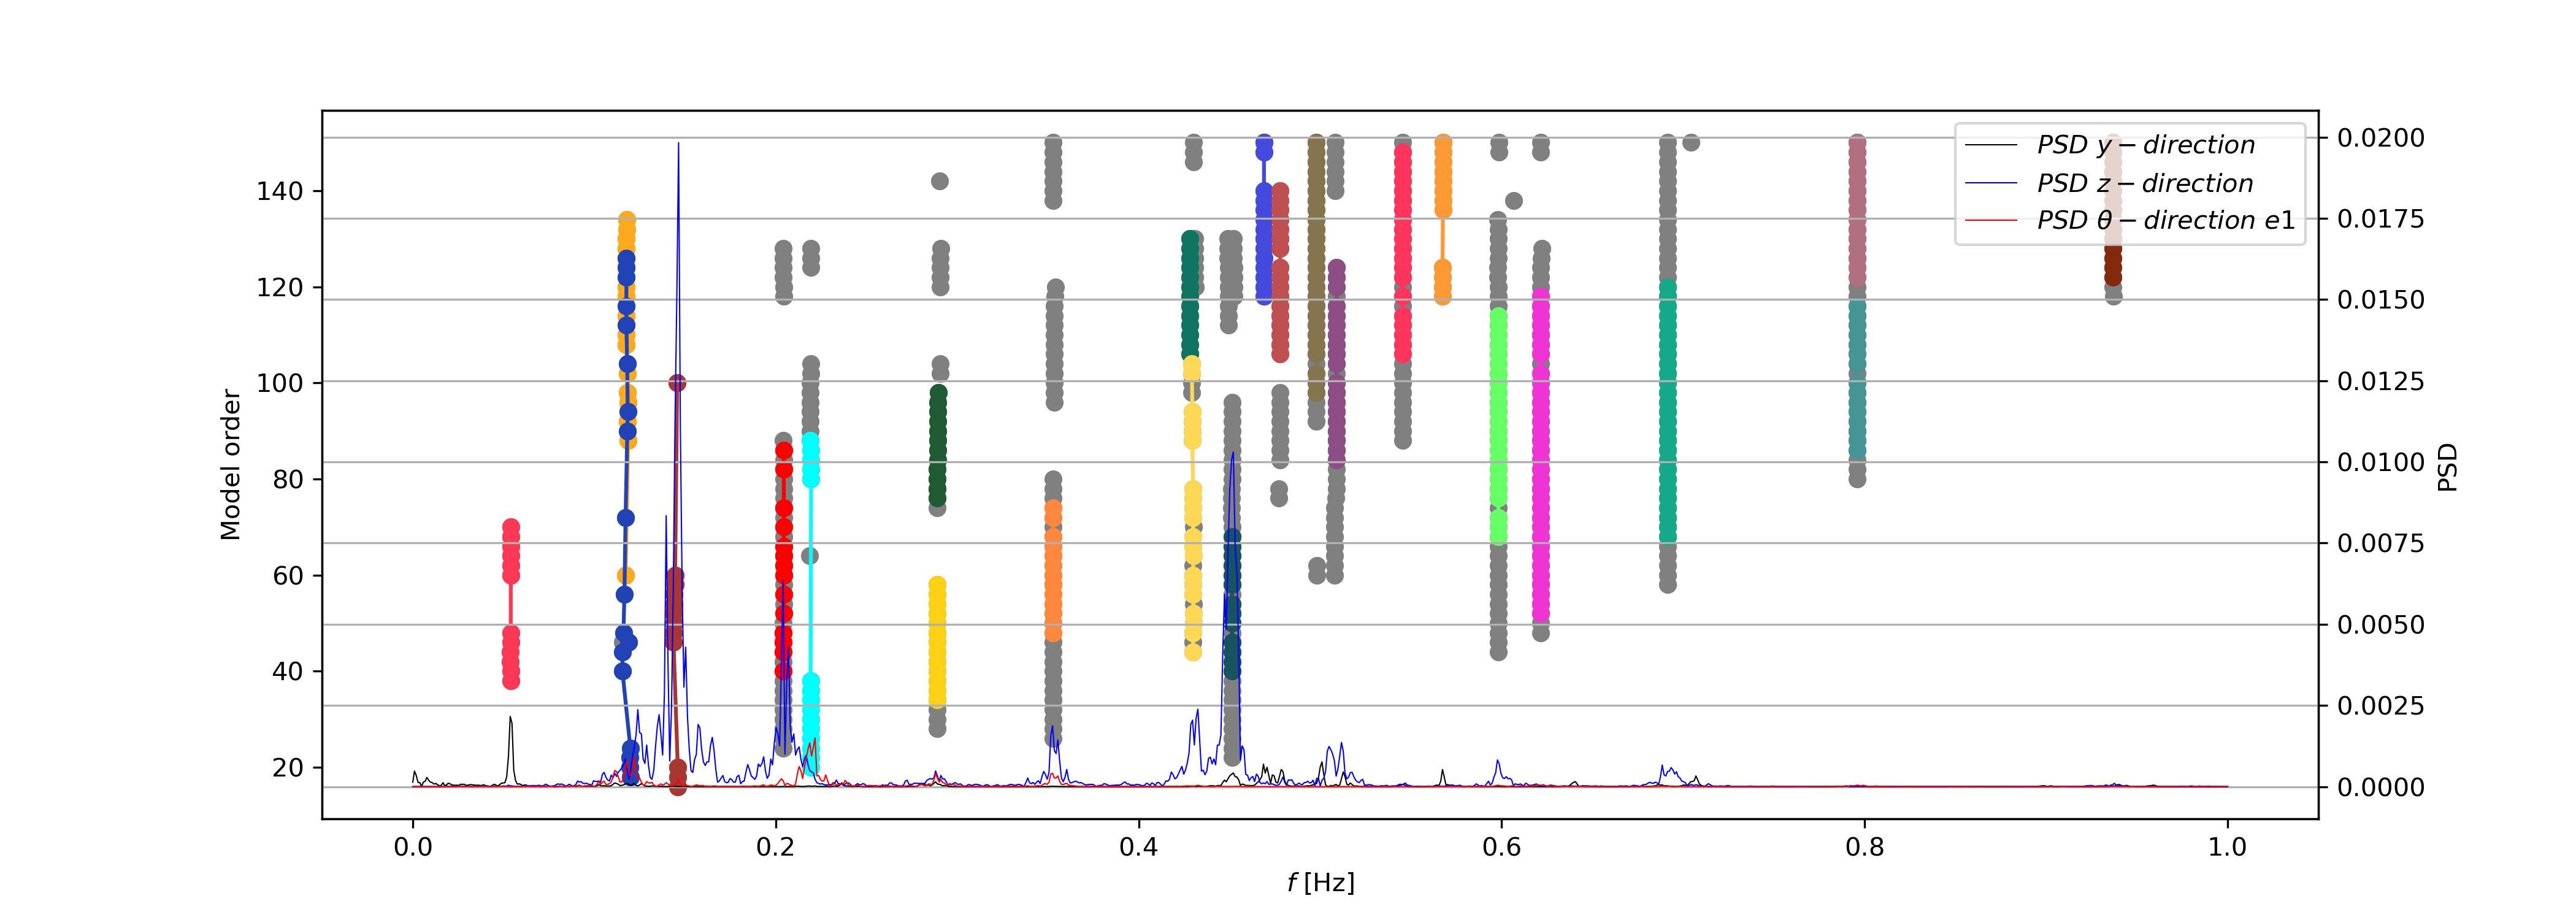 PSD y − direction
PSD z − direction
PSD θ − direction e1
Model order
140
120
100
80
60
40
20
0.0200
0.0175
0.0150
0.0125
0.0100
0.0075
0.0050
0.0025
0.0000
PSD
0.0 0.2 0.4 0.6 0.8 1.0
f [Hz]